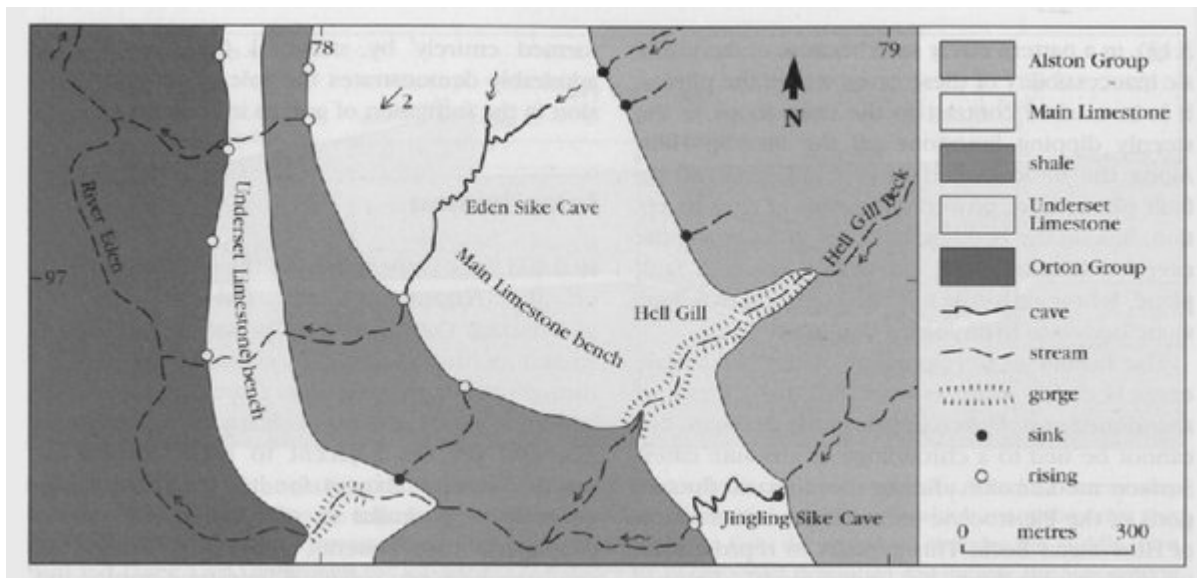 78
79
97
2
N
River Eden
Underset Limestone bench
Eden Sike Cave
Main Limestone bench
Hell Gill Beck
Hell Gill
Jingling Sike Cave
Alston Group
Main Limestone
shale
Underset
Limestone
Orton Group
cave
stream
gorge
sink
rising
0 300
metres